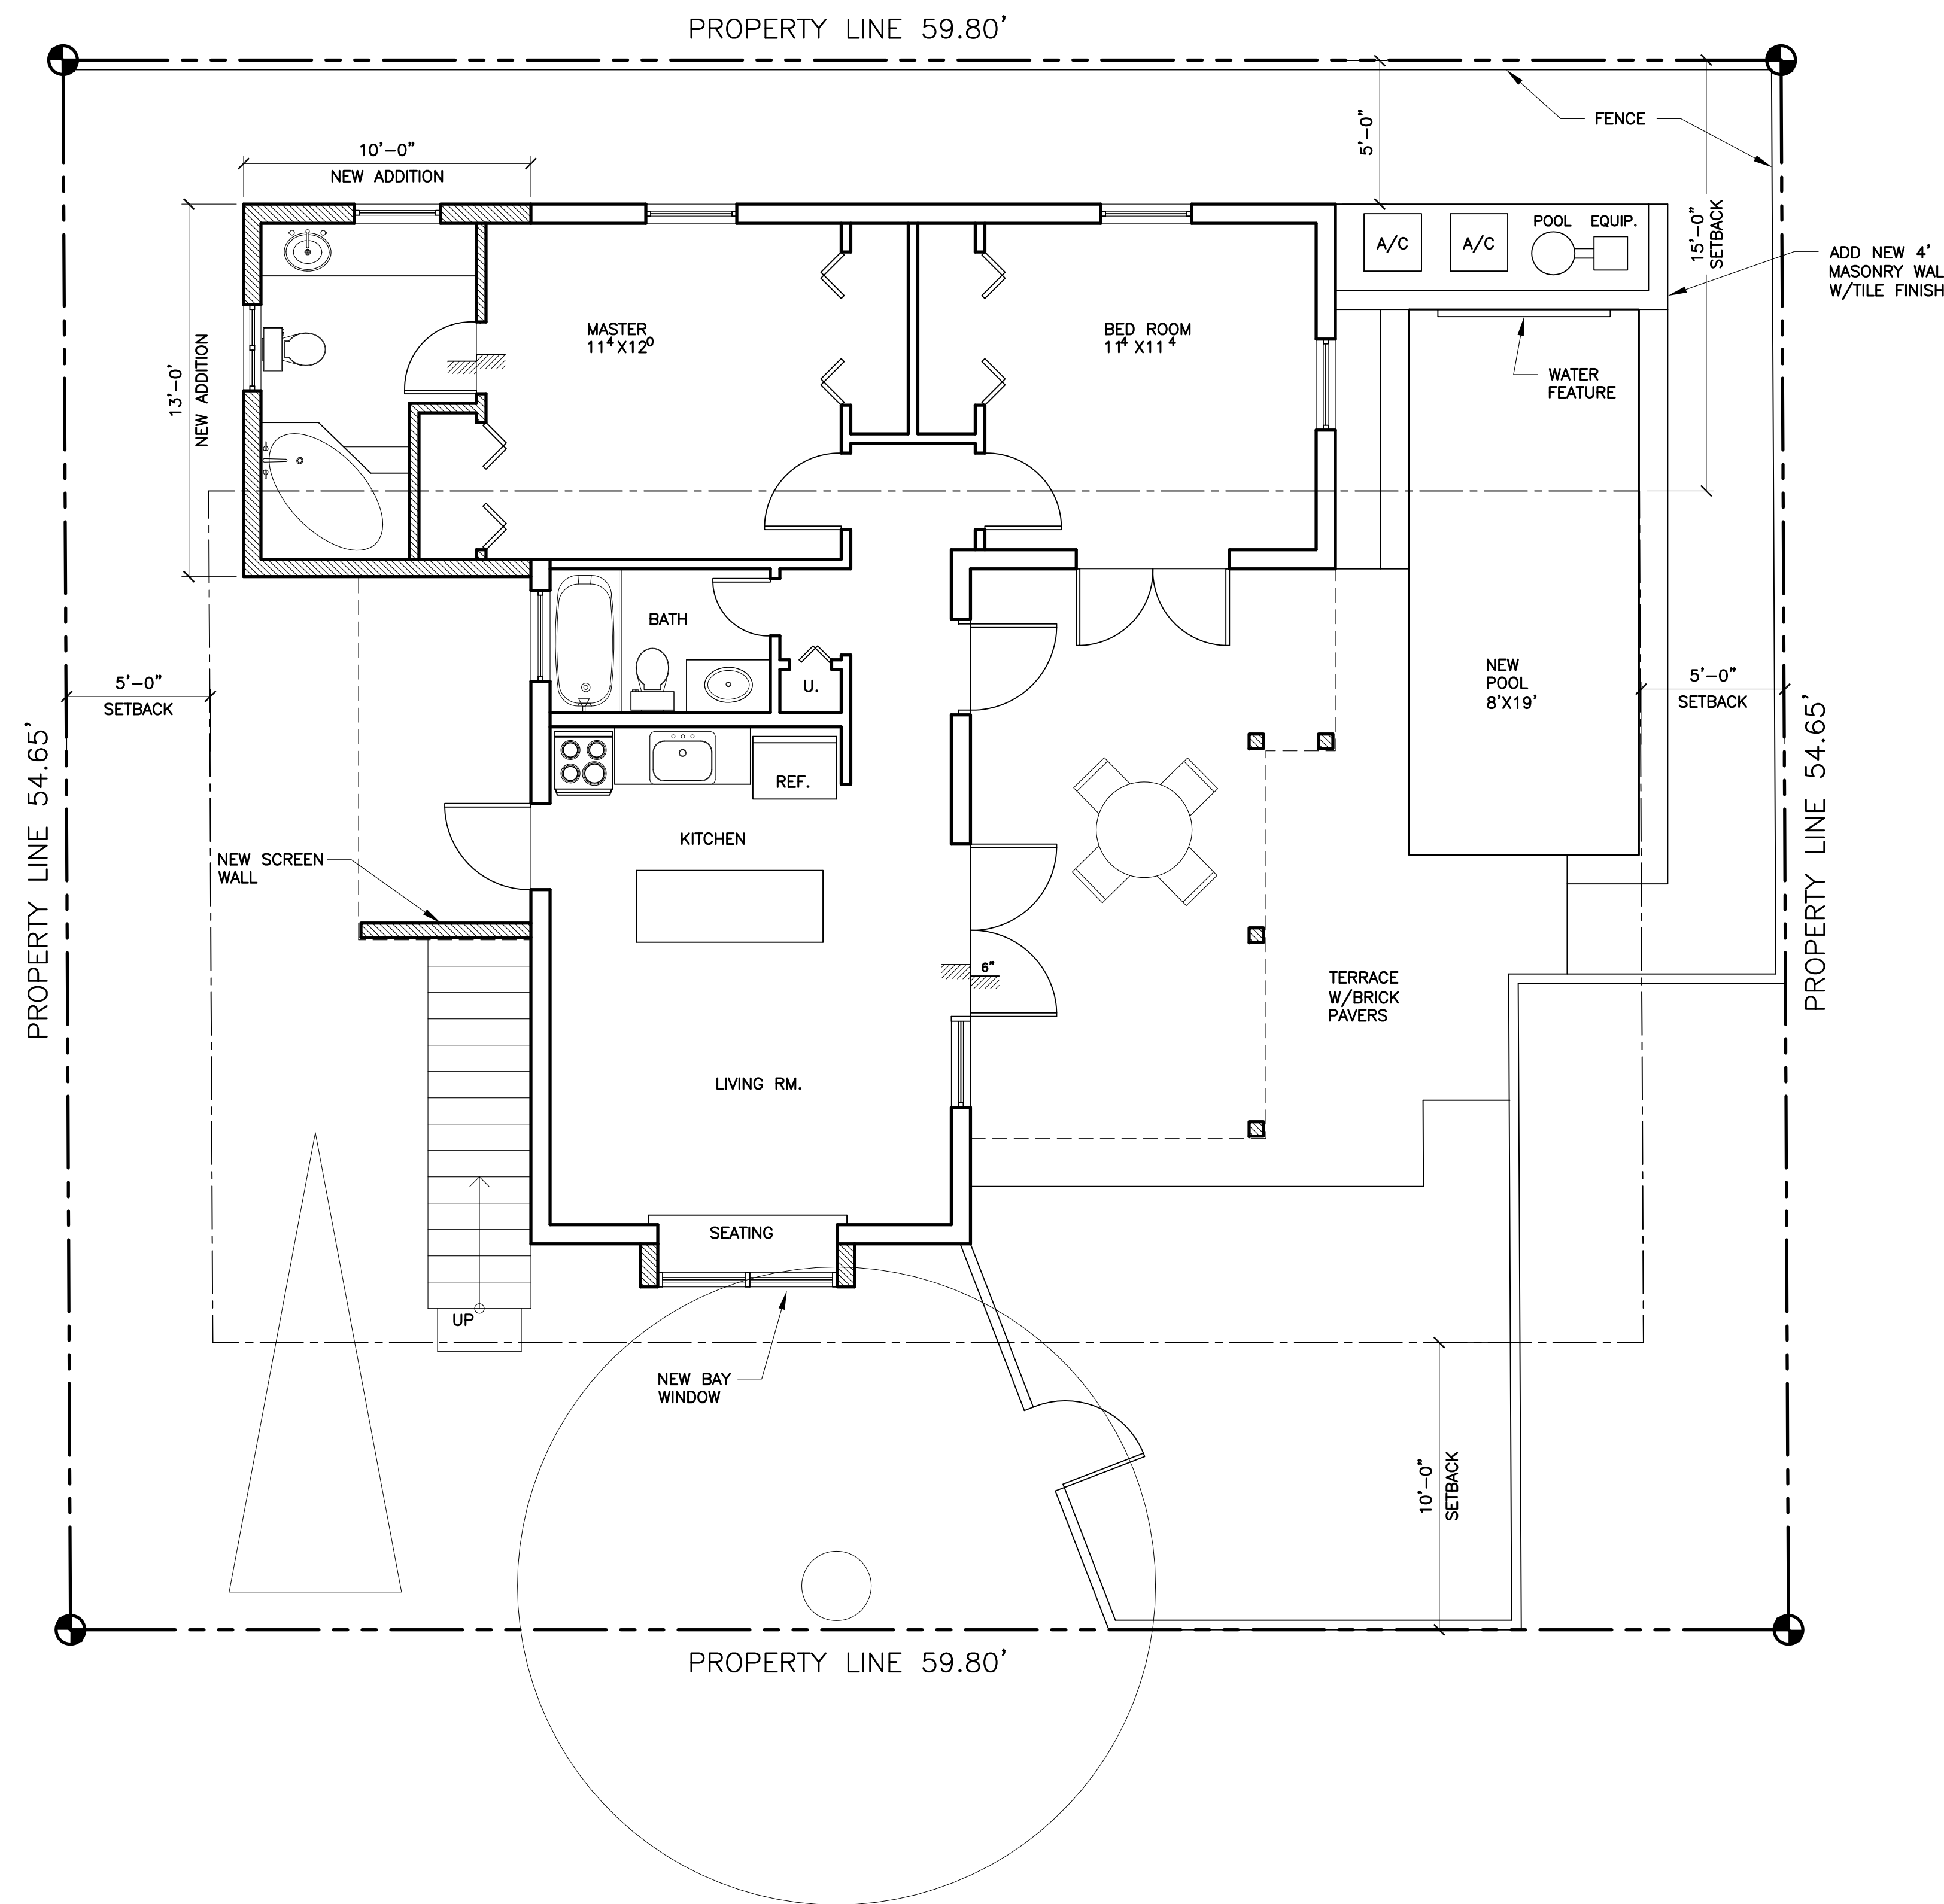 PROPERTY LINE 59.80'
FENCE
10'-0"
NEW ADDITION
5'-0"
15'-0"
SETBACK
A/C
A/C
POOL EQUIP.
ADD NEW 4'
MASONRY WAL
W/TILE FINISH
13'-0'
NEW ADDITION
MASTER
11⁴X12⁰
BED ROOM
11⁴X11⁴
WATER
FEATURE
BATH
U.
5'-0"
SETBACK
NEW
POOL
8'X19'
5'-0"
SETBACK
PROPERTY LINE 54.65'
PROPERTY LINE 54.65'
REF.
KITCHEN
NEW SCREEN
WALL
6"
TERRACE
W/BRICK
PAVERS
LIVING RM.
SEATING
UP
NEW BAY
WINDOW
10'-0"
SETBACK
PROPERTY LINE 59.80'